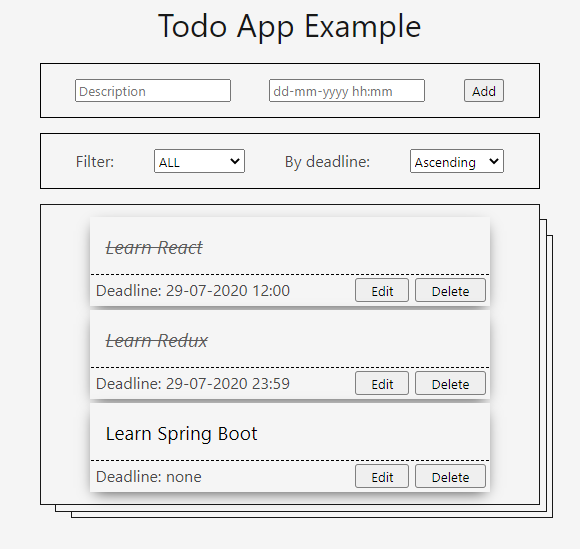 Todo App Example
Description dd-mm-yyyy hh:mm Add
Filter: ALL By deadline: Ascending
Learn React
Deadline: 29-07-2020 12:00 Edit Delete
Learn Redux
Deadline: 29-07-2020 23:59 Edit Delete
Learn Spring Boot
Deadline: none Edit Delete